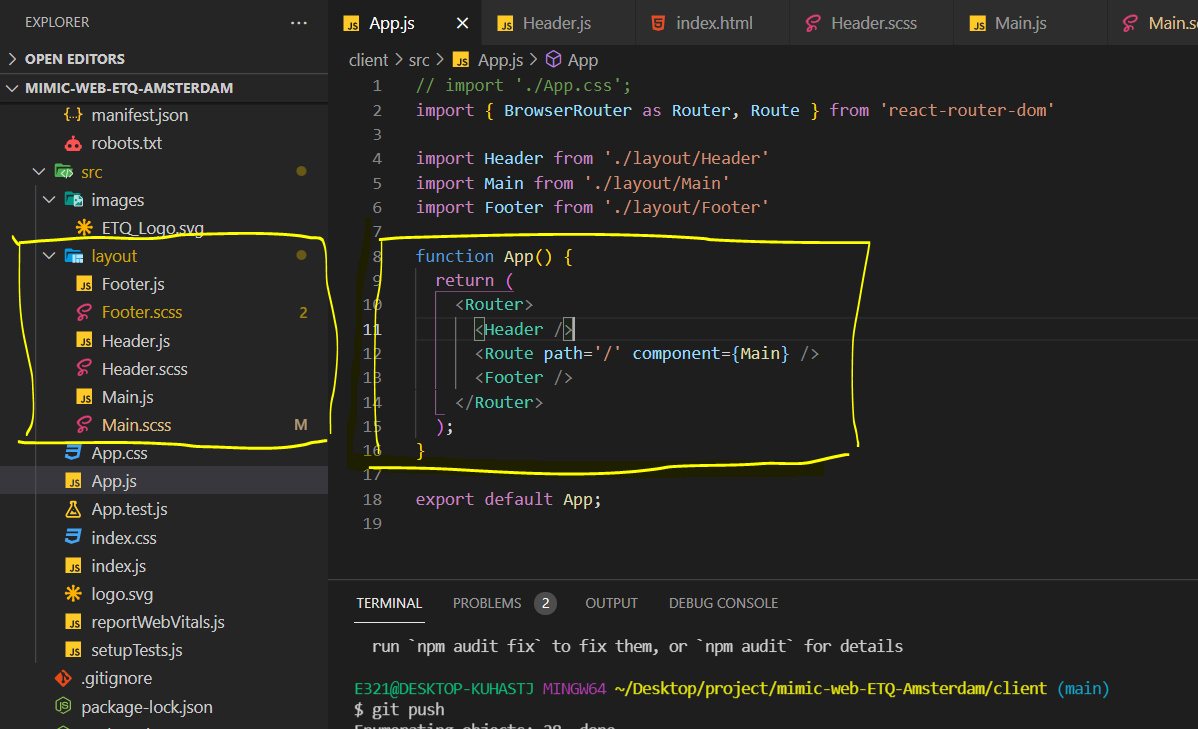 EXPLORER
···
OPEN EDITORS
MIMIC-WEB-ETQ-AMSTERDAM
manifest.json
robots.txt
src
images
ETQ_Logo.svg
layout
Footer.js
Footer.scss 2
Header.js
Header.scss
Main.js
Main.scss M
App.css
App.js
App.test.js
index.css
index.js
logo.svg
reportWebVitals.js
setupTests.js
.gitignore
package-lock.json
App.js Header.js index.html Header.scss Main.js Main.s
client > src > App.js > App
1 // import './App.css';
2 import { BrowserRouter as Router, Route } from 'react-router-dom'
3
4 import Header from './layout/Header'
5 import Main from './layout/Main'
6 import Footer from './layout/Footer'
7
8 function App() {
9 return (
10 <Router>
11 <Header />
12 <Route path='/' component={Main} />
13 <Footer />
14 </Router>
15 );
16 }
17
18 export default App;
19
TERMINAL PROBLEMS 2 OUTPUT DEBUG CONSOLE
run `npm audit fix` to fix them, or `npm audit` for details
E321@DESKTOP-KUHASTJ MINGW64 ~/Desktop/project/mimic-web-ETQ-Amsterdam/client (main)
$ git push
Enumerating objects: 28, done.